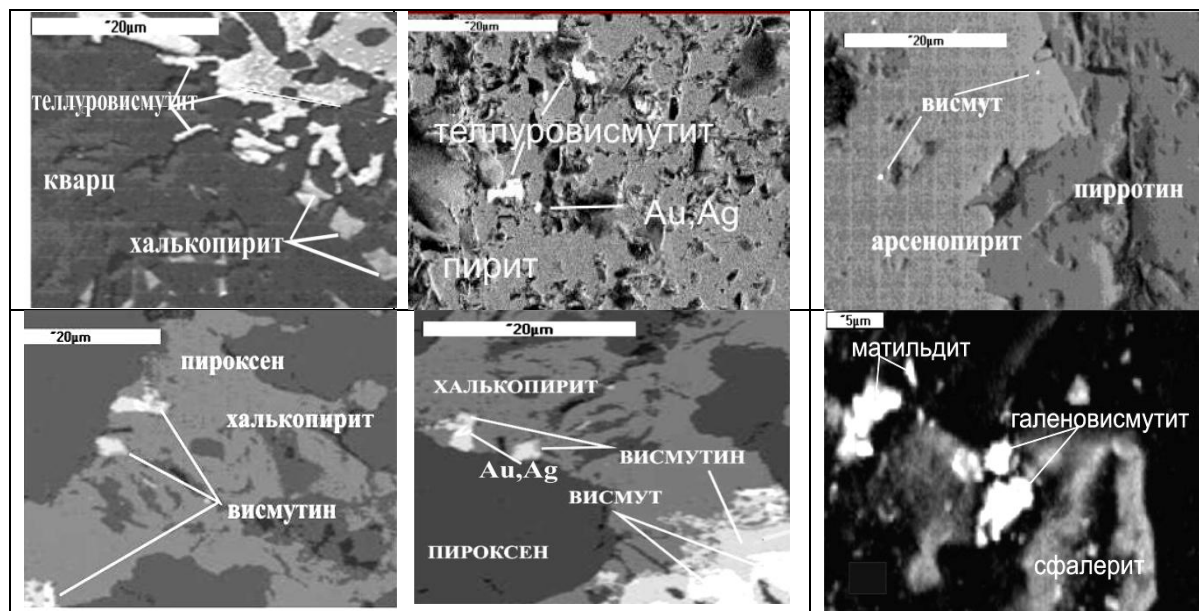 20µm
теллуровисмутит
кварц
халькопирит
20µm
теллуровисмутит
Au,Ag
пирит
20µm
висмут
пирротин
арсенопирит
20µm
пироксен
халькопирит
висмутин
20µm
ХАЛЬКОПИРИТ
Au,Ag
ВИСМУТИН
ВИСМУТ
ПИРОКСЕН
5µm
матильдит
галеновисмутит
сфалерит